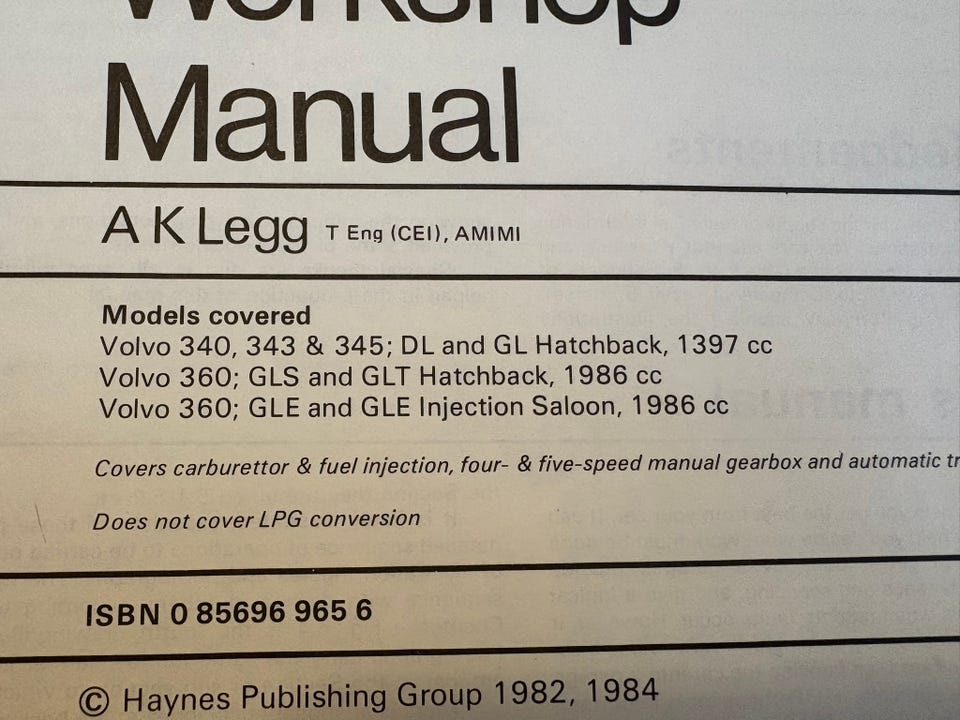 Workshop
Manual
A K Legg T Eng (CEI), AMIMI
Models covered
Volvo 340, 343 & 345; DL and GL Hatchback, 1397 cc
Volvo 360; GLS and GLT Hatchback, 1986 cc
Volvo 360; GLE and GLE Injection Saloon, 1986 cc
Covers carburettor & fuel injection, four- & five-speed manual gearbox and automatic tr
Does not cover LPG conversion
ISBN 0 85696 965 6
© Haynes Publishing Group 1982, 1984